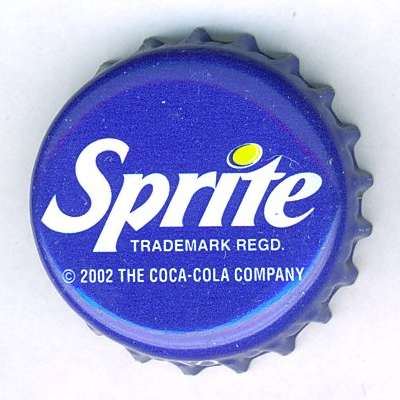 Sprite
TRADEMARK REGD.
© 2002 THE COCA-COLA COMPANY